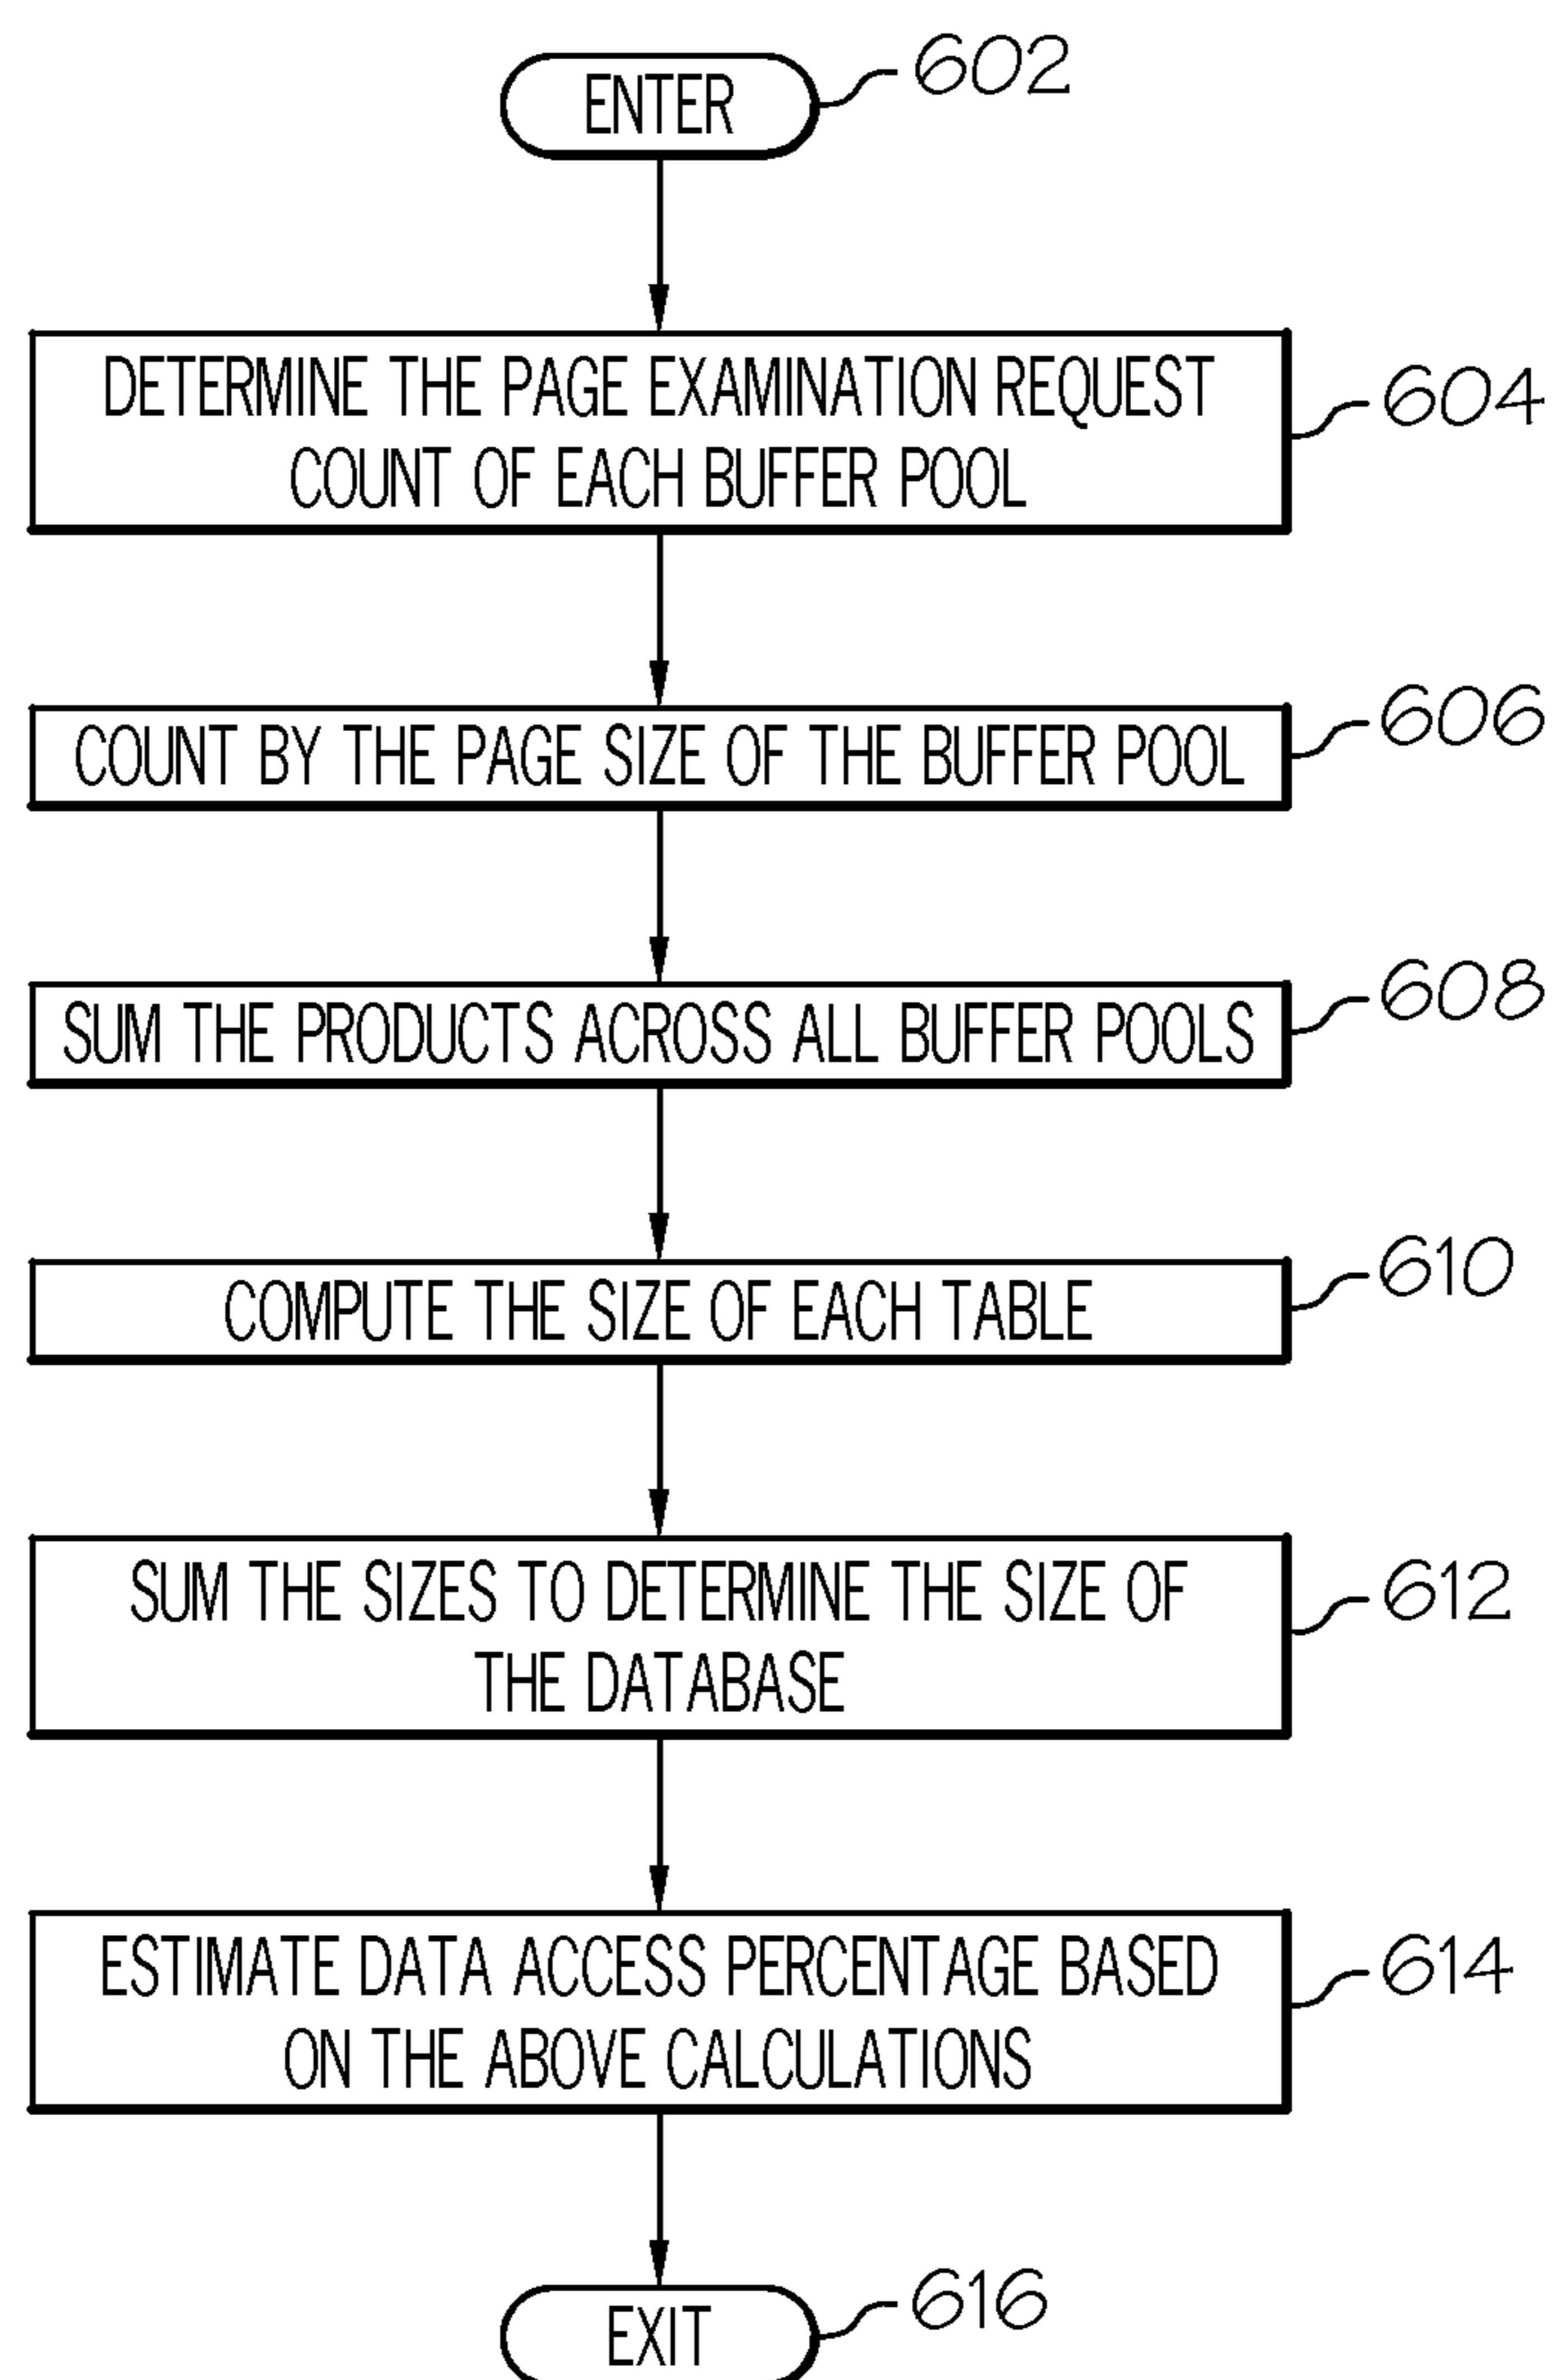 ENTER
602
DETERMINE THE PAGE EXAMINATION REQUEST
COUNT OF EACH BUFFER POOL
604
COUNT BY THE PAGE SIZE OF THE BUFFER POOL
606
SUM THE PRODUCTS ACROSS ALL BUFFER POOLS
608
COMPUTE THE SIZE OF EACH TABLE
610
SUM THE SIZES TO DETERMINE THE SIZE OF
THE DATABASE
612
ESTIMATE DATA ACCESS PERCENTAGE BASED
ON THE ABOVE CALCULATIONS
614
EXIT
616